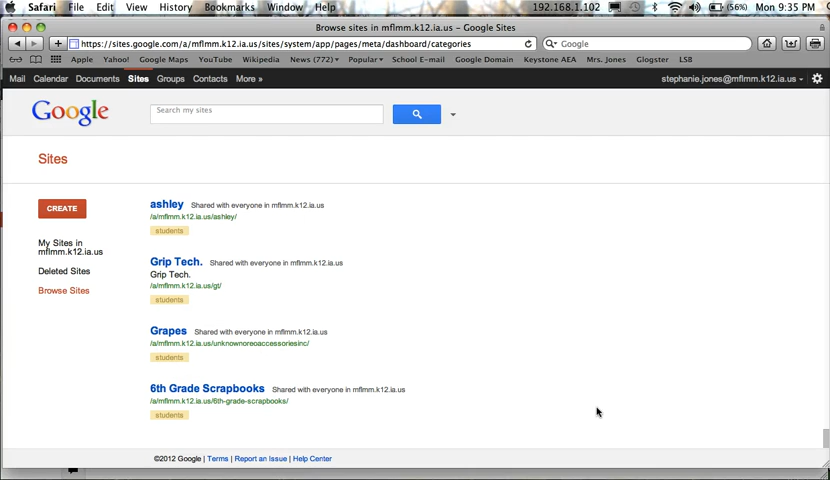 Safari File Edit View History Bookmarks Window Help 192.168.1.102 (56%) Mon 9:35 PM
Browse sites in mflmm.k12.ia.us – Google Sites
https://sites.google.com/a/mflmm.k12.ia.us/sites/system/app/pages/meta/dashboard/categories Google
Apple Yahoo! Google Maps YouTube Wikipedia News (772) Popular School E-mail Google Domain Keystone AEA Mrs. Jones Glogster LSB
Mail Calendar Documents Sites Groups Contacts More » stephanie.jones@mflmm.k12.ia.us
Google Search my sites
Sites
CREATE
My Sites in
mflmm.k12.ia.us
Deleted Sites
Browse Sites
ashley Shared with everyone in mflmm.k12.ia.us
/a/mflmm.k12.ia.us/ashley/
students
Grip Tech. Shared with everyone in mflmm.k12.ia.us
Grip Tech.
/a/mflmm.k12.ia.us/gt/
students
Grapes Shared with everyone in mflmm.k12.ia.us
/a/mflmm.k12.ia.us/unknownoreoaccessoriesinc/
students
6th Grade Scrapbooks Shared with everyone in mflmm.k12.ia.us
/a/mflmm.k12.ia.us/6th-grade-scrapbooks/
students
©2012 Google | Terms | Report an Issue | Help Center